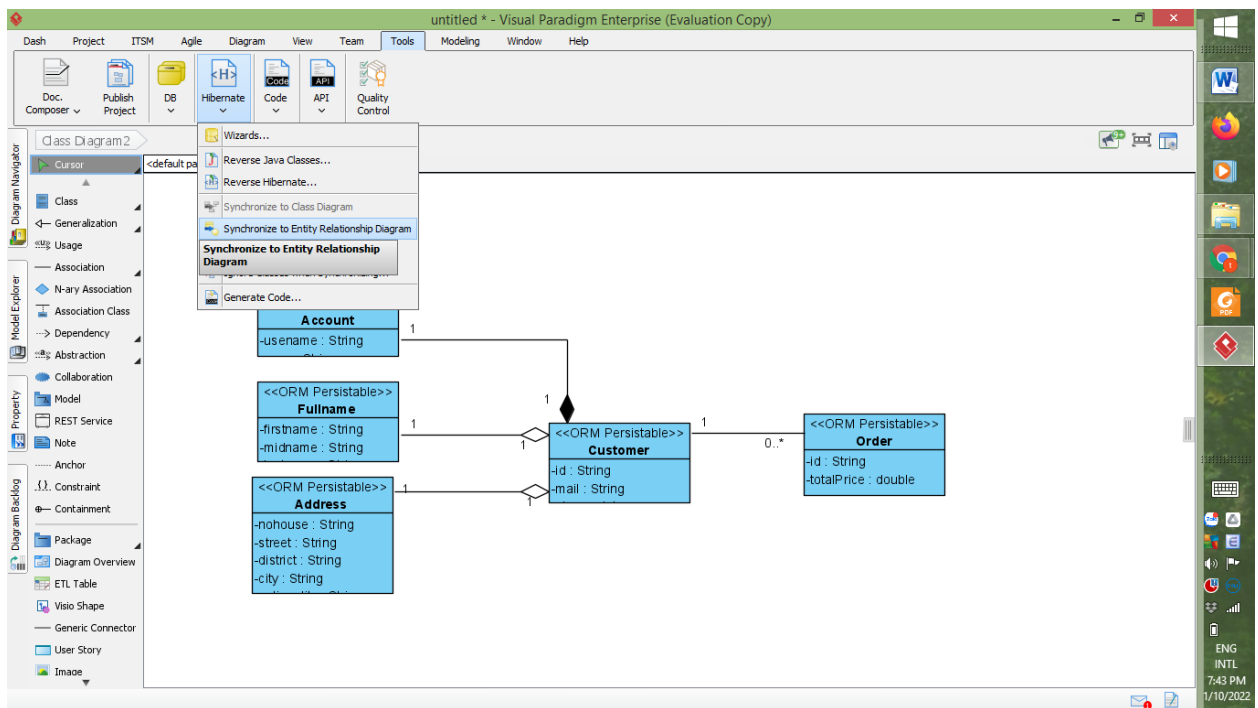 untitled * - Visual Paradigm Enterprise (Evaluation Copy)
Dash Project ITSM Agile Diagram View Team Tools Modeling Window Help
Doc. Composer
Publish Project
DB
<H>
Hibernate
Code
Code
API
API
Quality Control
Wizards...
Reverse Java Classes...
Reverse Hibernate...
Synchronize to Class Diagram
Synchronize to Entity Relationship Diagram
Synchronize to Entity Relationship
Diagram
Generate Code...
Class Diagram2
<default pa
Diagram Navigator
Model Explorer
Property
Diagram Backlog
Cursor
Class
Generalization
Usage
Association
N-ary Association
Association Class
Dependency
Abstraction
Collaboration
Model
REST Service
Note
Anchor
Constraint
Containment
Package
Diagram Overview
ETL Table
Visio Shape
Generic Connector
User Story
Image
Account
-usename : String
1
1
<<ORM Persistable>>
Fullname
-firstname : String
-midname : String
1
1
<<ORM Persistable>>
Address
-nohouse : String
-street : String
-district : String
-city : String
1
1
<<ORM Persistable>>
Customer
-id : String
-mail : String
1
0..*
<<ORM Persistable>>
Order
-id : String
-totalPrice : double
PDF
ENG
INTL
7:43 PM
1/10/2022